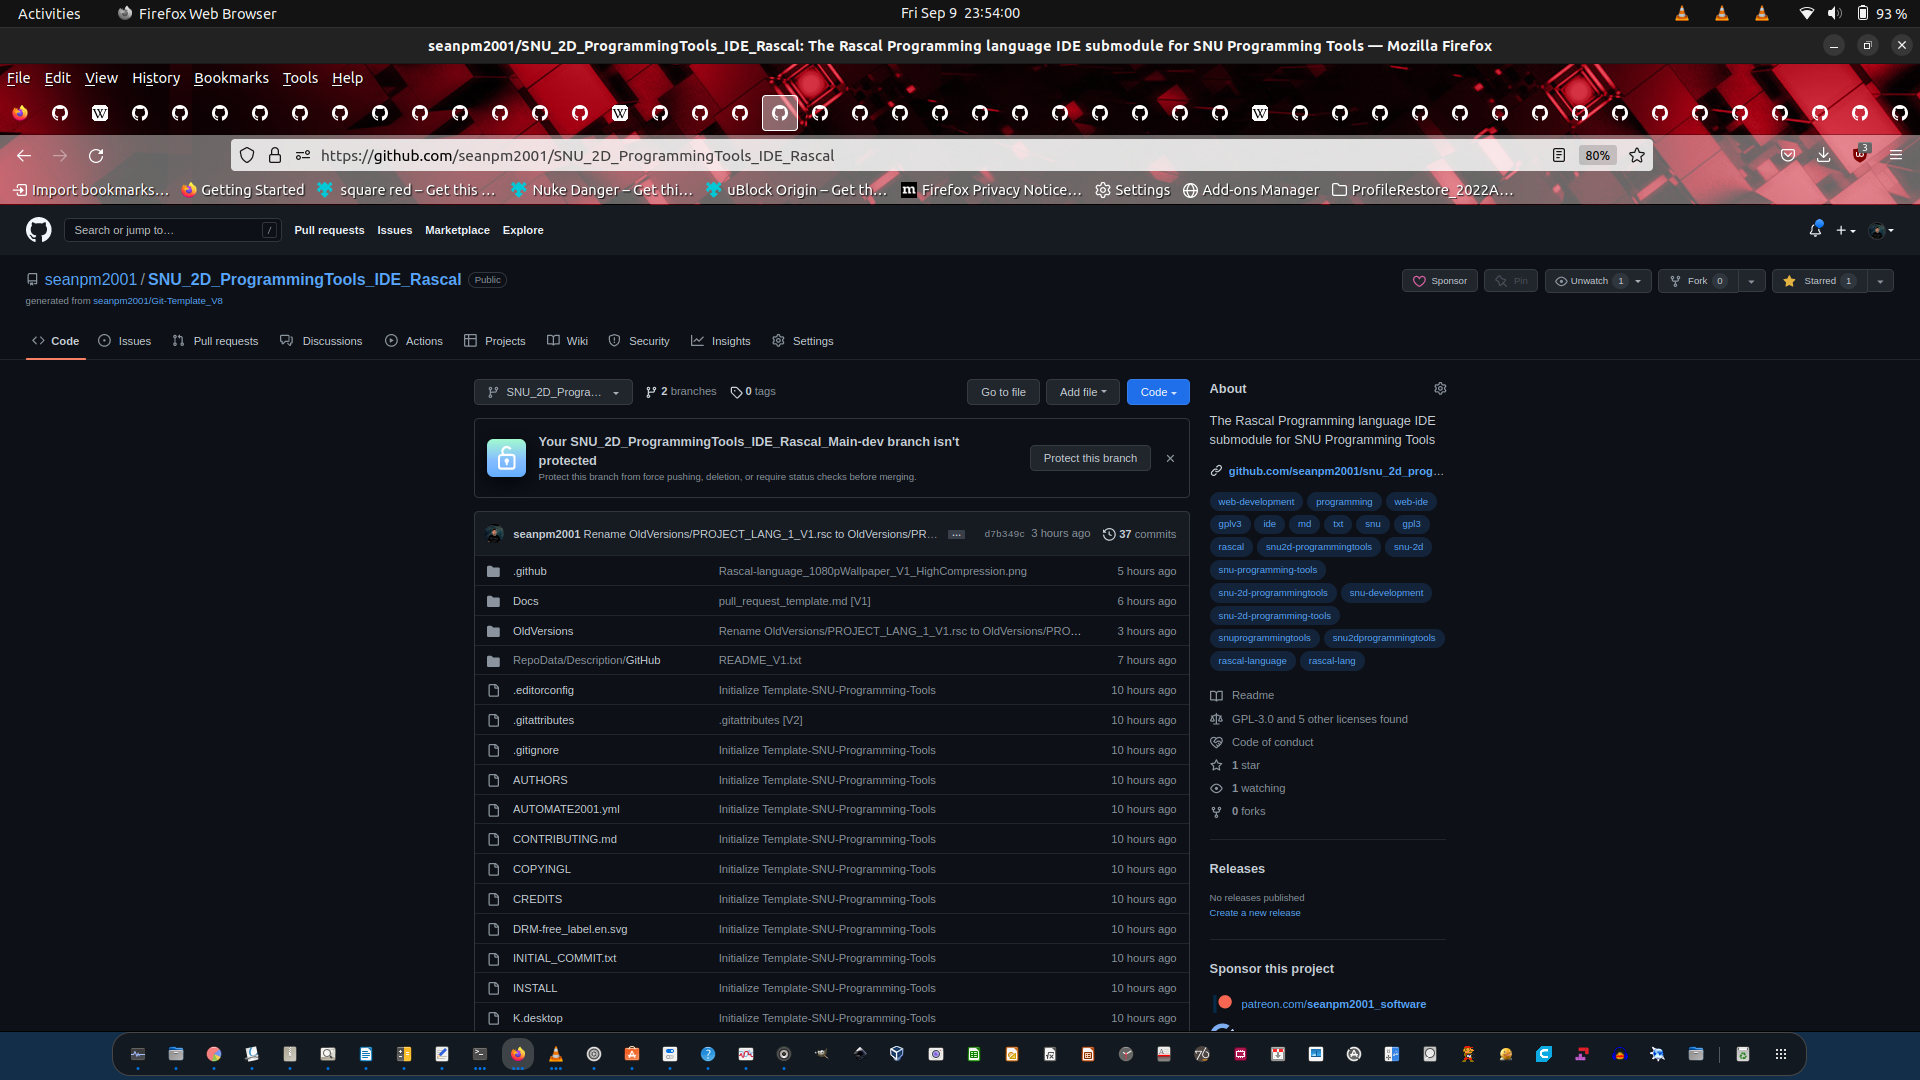 Activities
Firefox Web Browser
Fri Sep 9 23:54:00
93 %
seanpm2001/SNU_2D_ProgrammingTools_IDE_Rascal: The Rascal Programming language IDE submodule for SNU Programming Tools — Mozilla Firefox
File Edit View History Bookmarks Tools Help
https://github.com/seanpm2001/SNU_2D_ProgrammingTools_IDE_Rascal
80%
3
Import bookmarks… Getting Started square red – Get this … Nuke Danger – Get thi… uBlock Origin – Get th… Firefox Privacy Notice… Settings Add-ons Manager ProfileRestore_2022A…
Search or jump to… /
Pull requests Issues Marketplace Explore
seanpm2001 / SNU_2D_ProgrammingTools_IDE_Rascal Public
generated from seanpm2001/Git-Template_V8
Sponsor Pin Unwatch 1 Fork 0 Starred 1
Code Issues Pull requests Discussions Actions Projects Wiki Security Insights Settings
SNU_2D_Progra… 2 branches 0 tags
Go to file Add file Code
Your SNU_2D_ProgrammingTools_IDE_Rascal_Main-dev branch isn't
protected
Protect this branch from force pushing, deletion, or require status checks before merging.
Protect this branch
seanpm2001 Rename OldVersions/PROJECT_LANG_1_V1.rsc to OldVersions/PR… … d7b349c 3 hours ago 37 commits
.github Rascal-language_1080pWallpaper_V1_HighCompression.png 5 hours ago
Docs pull_request_template.md [V1] 6 hours ago
OldVersions Rename OldVersions/PROJECT_LANG_1_V1.rsc to OldVersions/PRO… 3 hours ago
RepoData/Description/GitHub README_V1.txt 7 hours ago
.editorconfig Initialize Template-SNU-Programming-Tools 10 hours ago
.gitattributes .gitattributes [V2] 10 hours ago
.gitignore Initialize Template-SNU-Programming-Tools 10 hours ago
AUTHORS Initialize Template-SNU-Programming-Tools 10 hours ago
AUTOMATE2001.yml Initialize Template-SNU-Programming-Tools 10 hours ago
CONTRIBUTING.md Initialize Template-SNU-Programming-Tools 10 hours ago
COPYINGL Initialize Template-SNU-Programming-Tools 10 hours ago
CREDITS Initialize Template-SNU-Programming-Tools 10 hours ago
DRM-free_label.en.svg Initialize Template-SNU-Programming-Tools 10 hours ago
INITIAL_COMMIT.txt Initialize Template-SNU-Programming-Tools 10 hours ago
INSTALL Initialize Template-SNU-Programming-Tools 10 hours ago
K.desktop Initialize Template-SNU-Programming-Tools 10 hours ago
About
The Rascal Programming language IDE
submodule for SNU Programming Tools
github.com/seanpm2001/snu_2d_prog…
web-development programming web-ide
gplv3 ide md txt snu gpl3
rascal snu2d-programmingtools snu-2d
snu-programming-tools
snu-2d-programmingtools snu-development
snu-2d-programming-tools
snuprogrammingtools snu2dprogrammingtools
rascal-language rascal-lang
Readme
GPL-3.0 and 5 other licenses found
Code of conduct
1 star
1 watching
0 forks
Releases
No releases published
Create a new release
Sponsor this project
patreon.com/seanpm2001_software